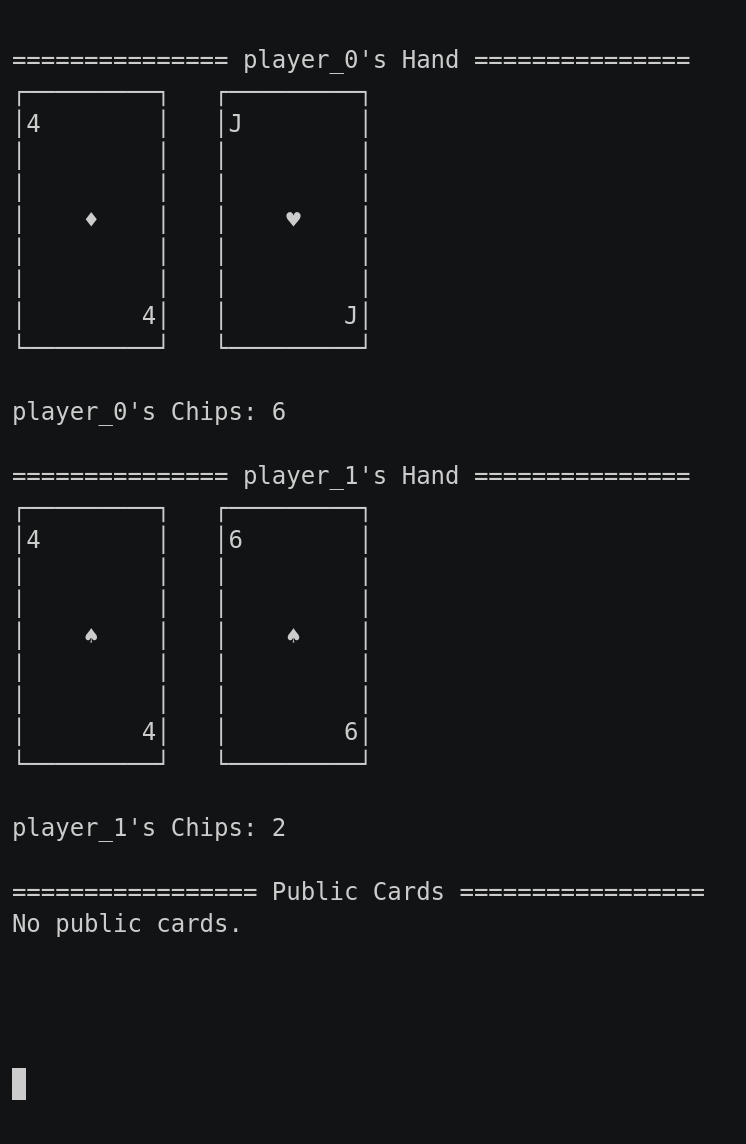 =============== player_0's Hand ===============
┌─────────┐   ┌─────────┐
│4        │   │J        │
│         │   │         │
│         │   │         │
│    ♦    │   │    ♥    │
│         │   │         │
│         │   │         │
│        4│   │        J│
└─────────┘   └─────────┘
player_0's Chips: 6
=============== player_1's Hand ===============
┌─────────┐   ┌─────────┐
│4        │   │6        │
│         │   │         │
│         │   │         │
│    ♠    │   │    ♠    │
│         │   │         │
│         │   │         │
│        4│   │        6│
└─────────┘   └─────────┘
player_1's Chips: 2
================= Public Cards =================
No public cards.